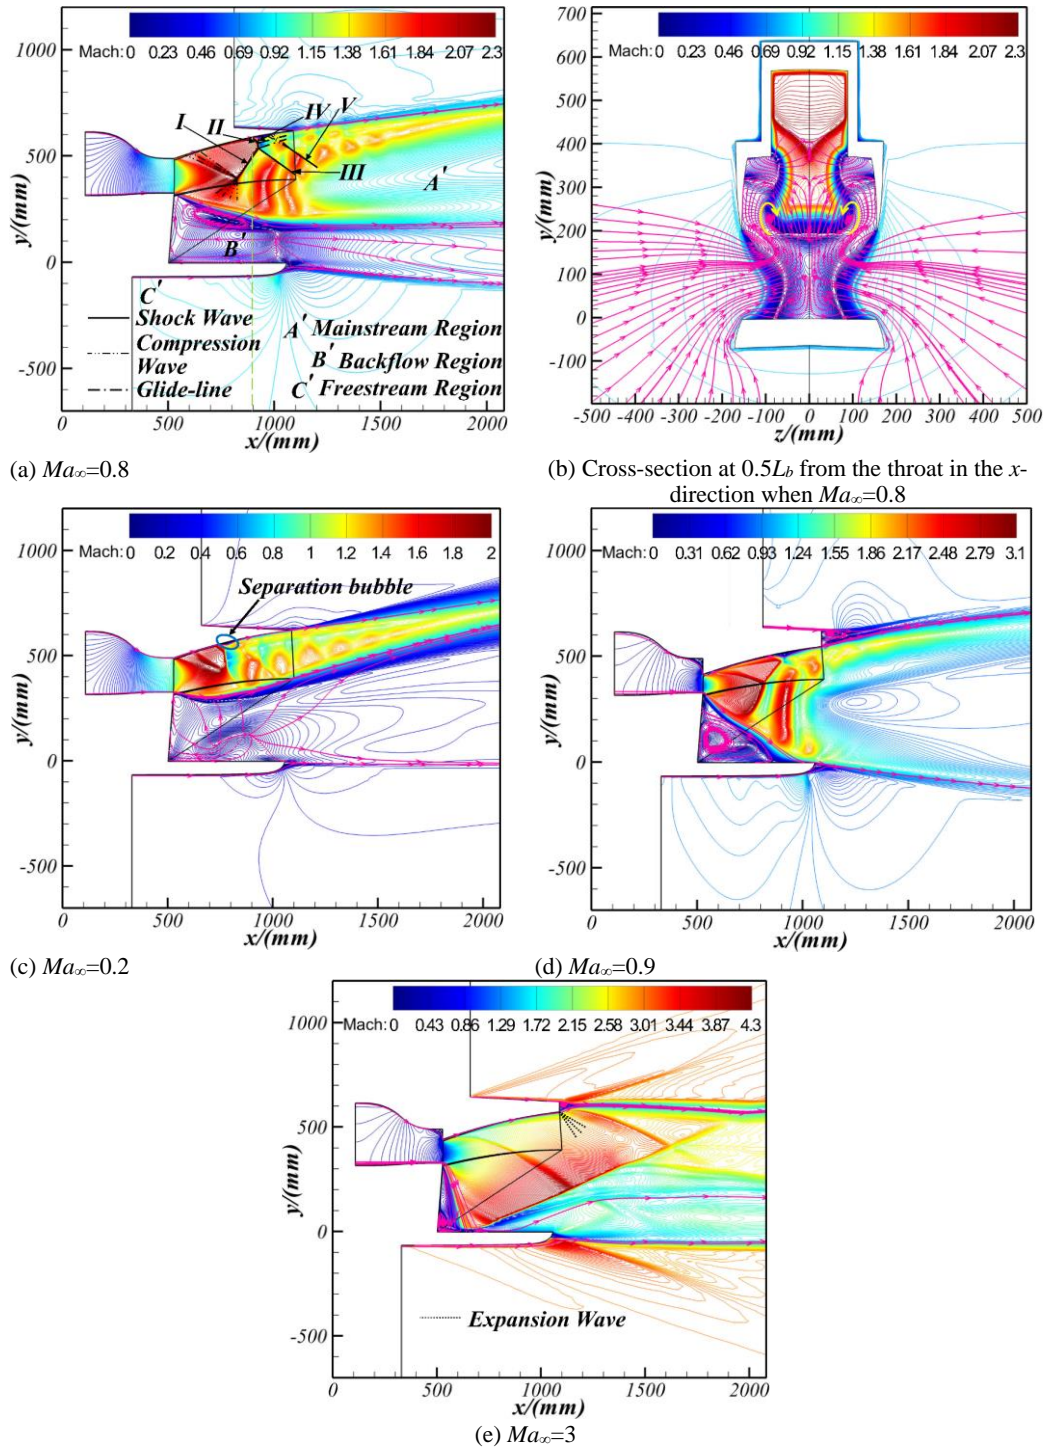 Mach: 0 0.23 0.46 0.69 0.92 1.15 1.38 1.61 1.84 2.07 2.3
1000
500
0
-500
y/(mm)
I
II
IV
V
III
A'
B'
C'
Shock Wave
Compression
Wave
Glide-line
A' Mainstream Region
B' Backflow Region
C' Freestream Region
0 500 1000 1500 2000
x/(mm)
(a) Ma∞=0.8
Mach: 0 0.23 0.46 0.69 0.92 1.15 1.38 1.61 1.84 2.07 2.3
700
600
500
400
300
200
100
0
-100
y/(mm)
-500 -400 -300 -200 -100 0 100 200 300 400 500
z/(mm)
(b) Cross-section at 0.5Lb from the throat in the x-
direction when Ma∞=0.8
Mach: 0 0.2 0.4 0.6 0.8 1 1.2 1.4 1.6 1.8 2
1000
500
0
-500
y/(mm)
Separation bubble
0 500 1000 1500 2000
x/(mm)
(c) Ma∞=0.2
Mach: 0 0.31 0.62 0.93 1.24 1.55 1.86 2.17 2.48 2.79 3.1
1000
500
0
-500
y/(mm)
0 500 1000 1500 2000
x/(mm)
(d) Ma∞=0.9
Mach: 0 0.43 0.86 1.29 1.72 2.15 2.58 3.01 3.44 3.87 4.3
1000
500
0
-500
y/(mm)
Expansion Wave
0 500 1000 1500 2000
x/(mm)
(e) Ma∞=3